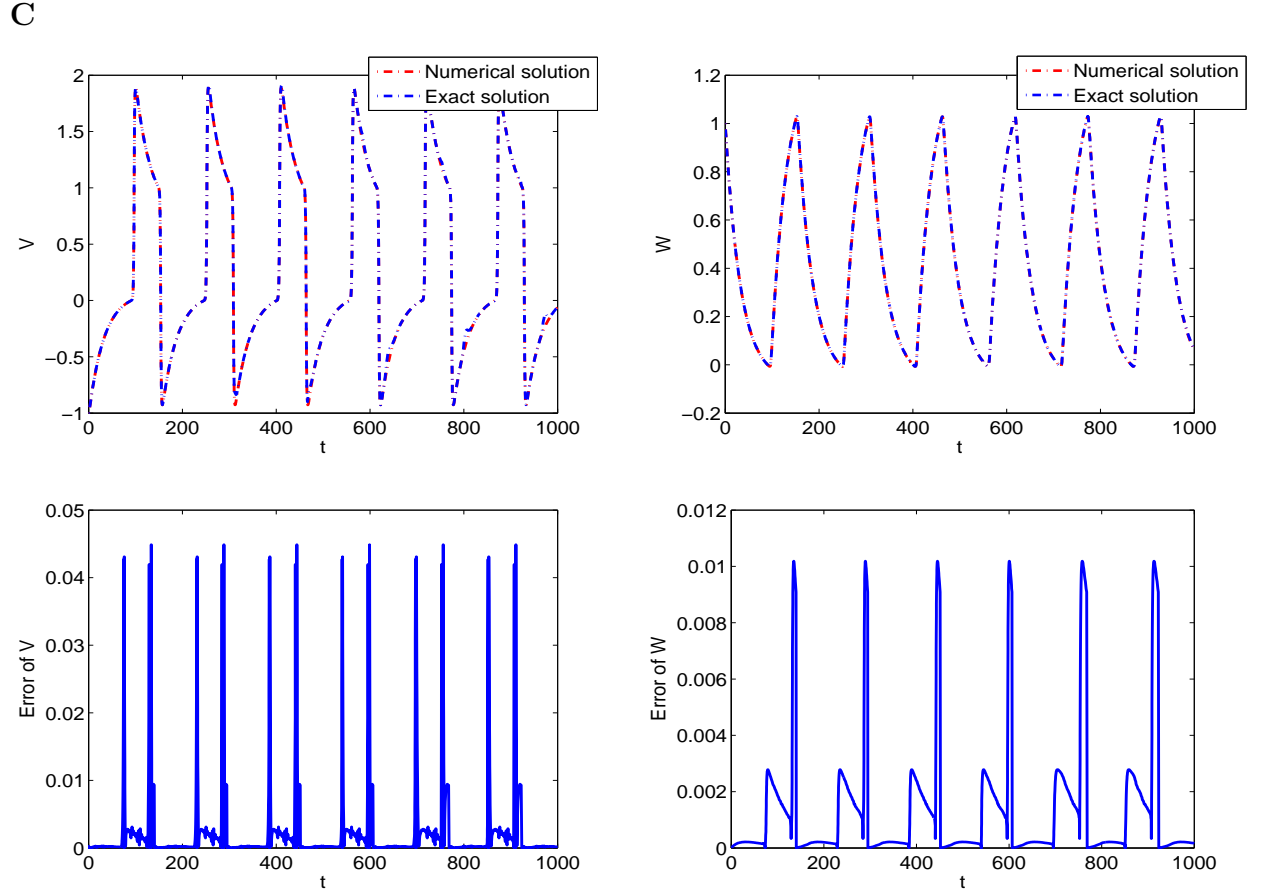 C
Numerical solution
Exact solution
2
1.5
1
0.5
0
−0.5
−1
V
0 200 400 600 800 1000
t
Numerical solution
Exact solution
1.2
1
0.8
0.6
0.4
0.2
0
−0.2
W
0 200 400 600 800 1000
t
0.05
0.04
0.03
0.02
0.01
0
Error of V
0 200 400 600 800 1000
t
0.012
0.01
0.008
0.006
0.004
0.002
0
Error of W
0 200 400 600 800 1000
t